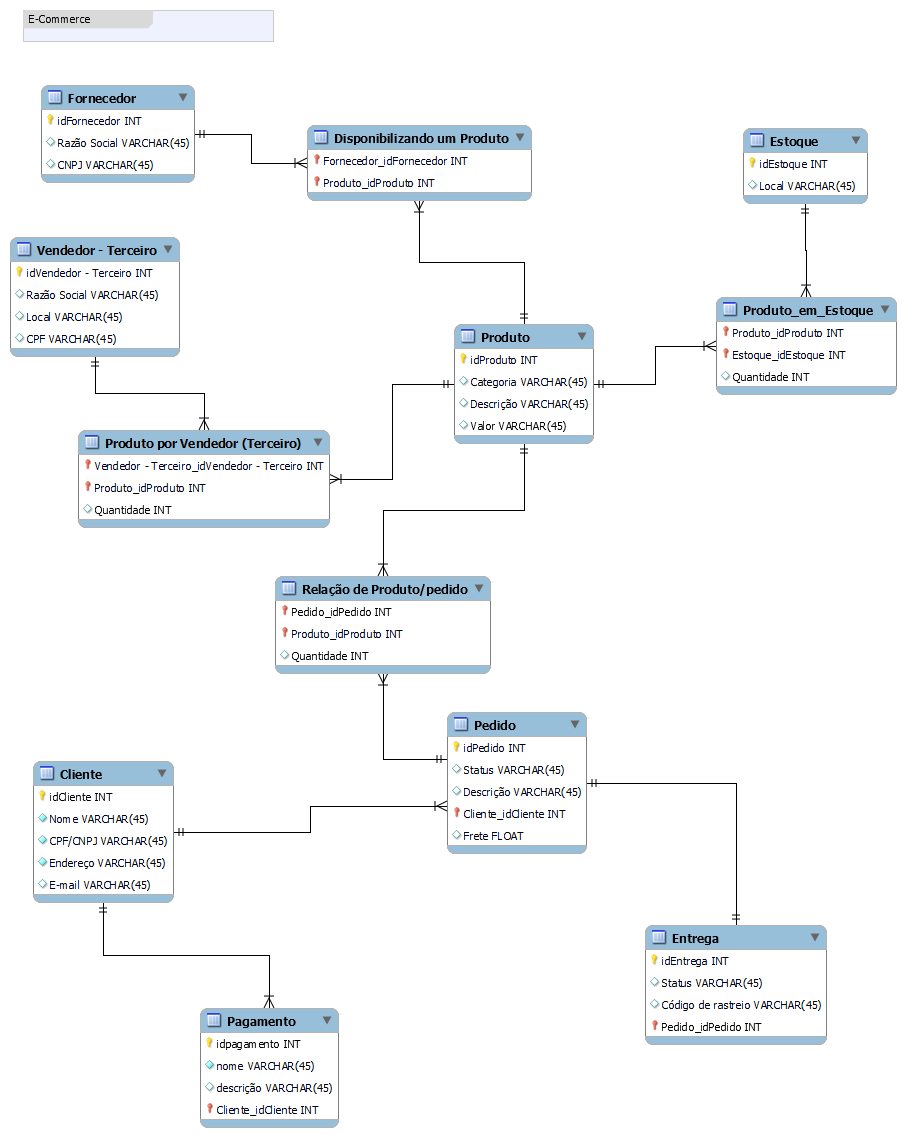 E-Commerce
Fornecedor
idFornecedor INT
Razão Social VARCHAR(45)
CNPJ VARCHAR(45)
Disponibilizando um Produto
Fornecedor_idFornecedor INT
Produto_idProduto INT
Estoque
idEstoque INT
Local VARCHAR(45)
Vendedor - Terceiro
idVendedor - Terceiro INT
Razão Social VARCHAR(45)
Local VARCHAR(45)
CPF VARCHAR(45)
Produto_em_Estoque
Produto_idProduto INT
Estoque_idEstoque INT
Quantidade INT
Produto
idProduto INT
Categoria VARCHAR(45)
Descrição VARCHAR(45)
Valor VARCHAR(45)
Produto por Vendedor (Terceiro)
Vendedor - Terceiro_idVendedor - Terceiro INT
Produto_idProduto INT
Quantidade INT
Relação de Produto/pedido
Pedido_idPedido INT
Produto_idProduto INT
Quantidade INT
Pedido
idPedido INT
Status VARCHAR(45)
Descrição VARCHAR(45)
Cliente_idCliente INT
Frete FLOAT
Cliente
idCliente INT
Nome VARCHAR(45)
CPF/CNPJ VARCHAR(45)
Endereço VARCHAR(45)
E-mail VARCHAR(45)
Entrega
idEntrega INT
Status VARCHAR(45)
Código de rastreio VARCHAR(45)
Pedido_idPedido INT
Pagamento
idpagamento INT
nome VARCHAR(45)
descrição VARCHAR(45)
Cliente_idCliente INT